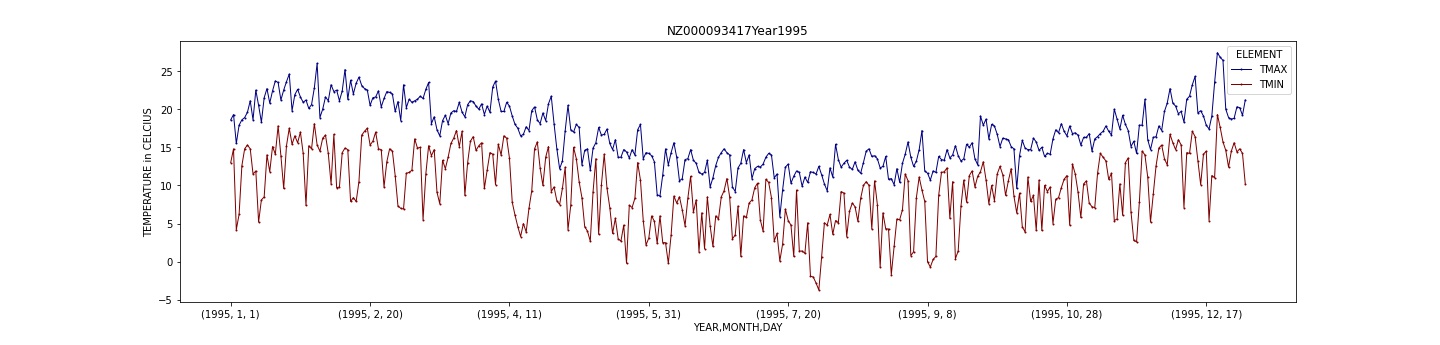 NZ000093417Year1995
ELEMENT
TMAX
TMIN
TEMPERATURE in CELCIUS
25
20
15
10
5
0
−5
(1995, 1, 1) (1995, 2, 20) (1995, 4, 11) (1995, 5, 31) (1995, 7, 20) (1995, 9, 8) (1995, 10, 28) (1995, 12, 17)
YEAR,MONTH,DAY